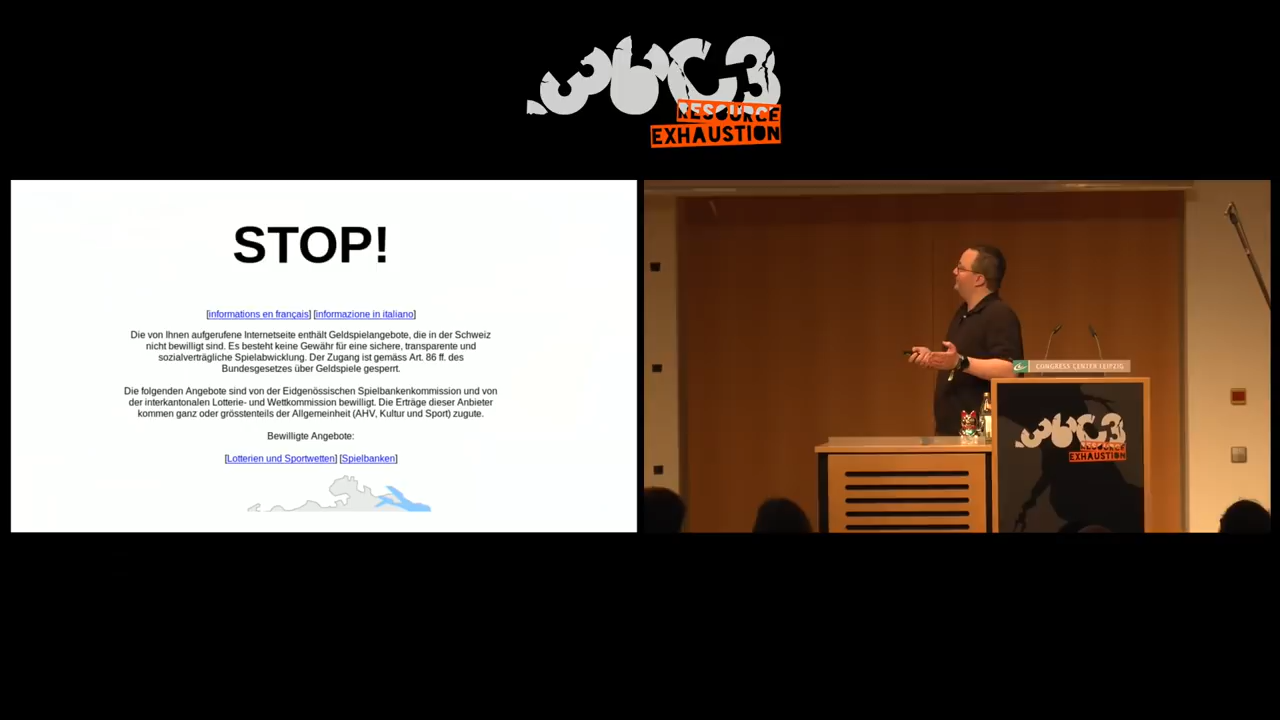 36C3
RESOURCE
EXHAUSTION
STOP!
[informations en français] [informazione in italiano]
Die von Ihnen aufgerufene Internetseite enthält Geldspielangebote, die in der Schweiz
nicht bewilligt sind. Es besteht keine Gewähr für eine sichere, transparente und
sozialverträgliche Spielabwicklung. Der Zugang ist gemäss Art. 86 ff. des
Bundesgesetzes über Geldspiele gesperrt.
Die folgenden Angebote sind von der Eidgenössischen Spielbankenkommission und von
der interkantonalen Lotterie- und Wettkommission bewilligt. Die Erträge dieser Anbieter
kommen ganz oder grösstenteils der Allgemeinheit (AHV, Kultur und Sport) zugute.
Bewilligte Angebote:
[Lotterien und Sportwetten] [Spielbanken]
CONGRESS CENTER LEIPZIG
36C3
RESOURCE
EXHAUSTION